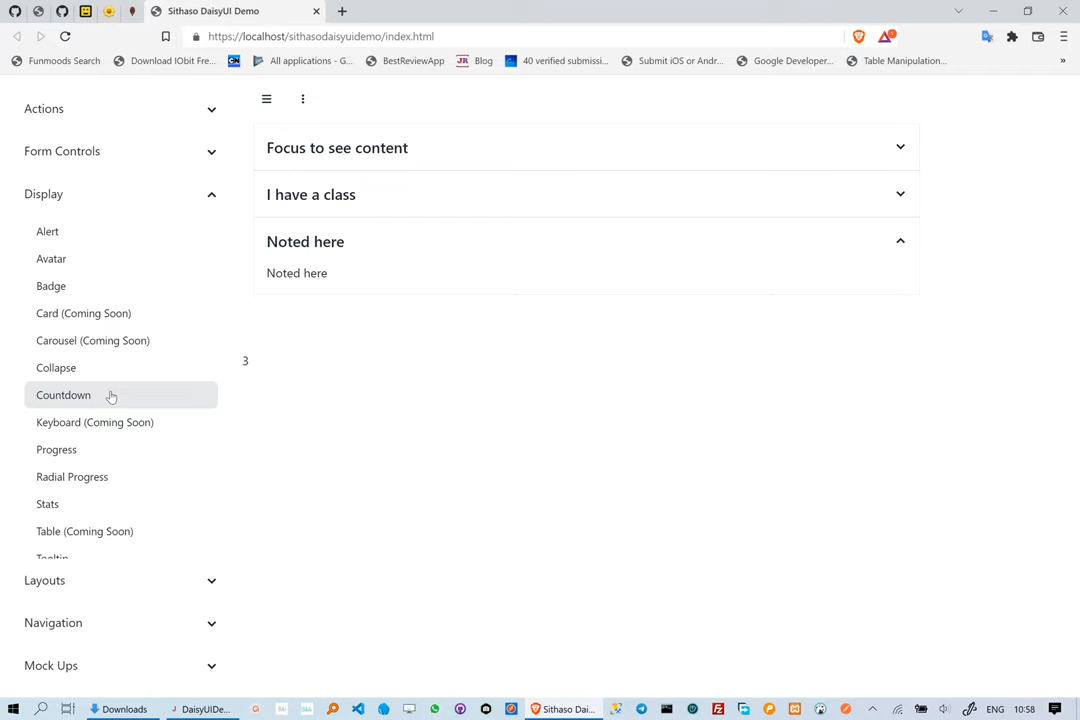 Sithaso DaisyUI Demo
https://localhost/sithasodaisyuidemo/index.html
Funmoods Search
Download IObit Fre...
All applications - G...
BestReviewApp
JR Blog
40 verified submissi...
Submit iOS or Andr...
Google Developer...
Table Manipulation...
»
Actions
Form Controls
Display
Alert
Avatar
Badge
Card (Coming Soon)
Carousel (Coming Soon)
Collapse
Countdown
Keyboard (Coming Soon)
Progress
Radial Progress
Stats
Table (Coming Soon)
Tooltip
Layouts
Navigation
Mock Ups
Focus to see content
I have a class
Noted here
Noted here
3
Downloads
DaisyUIDe...
Sithaso Dai...
ENG
10:58